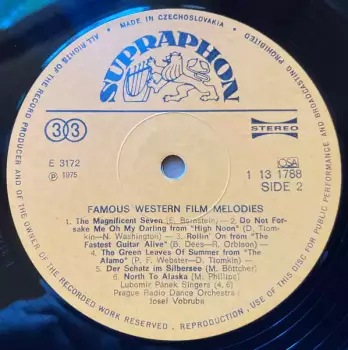 MADE IN CZECHOSLOVAKIA
ALL RIGHTS OF THE RECORD PRODUCER AND OF THE OWNER OF THE RECORDED WORK RESERVED. REPRODUCTION, USE OF THIS DISC FOR PUBLIC PERFORMANCE AND BROADCASTING PROHIBITED
SUPRAPHON
33
STEREO
E 3172
Ⓟ 1975
OSA
1 13 1788
SIDE 2
FAMOUS WESTERN FILM MELODIES
1. The Magnificent Seven (E. Bernstein) — 2. Do Not For-
sake Me Oh My Darling from "High Noon" (D. Tiom-
kin–N. Washington) — 3. Rollin' On from "The
Fastest Guitar Alive" (B. Dees–R. Orbison) —
4. The Green Leaves Of Summer from "The
Alamo" (P. F. Webster–D. Tiomkin) —
5. Der Schatz im Silbersee (M. Böttcher)
6. North To Alaska (M. Phillips)
Lubomír Pánek Singers (4, 6)
Prague Radio Dance Orchestra
Josef Vobruba